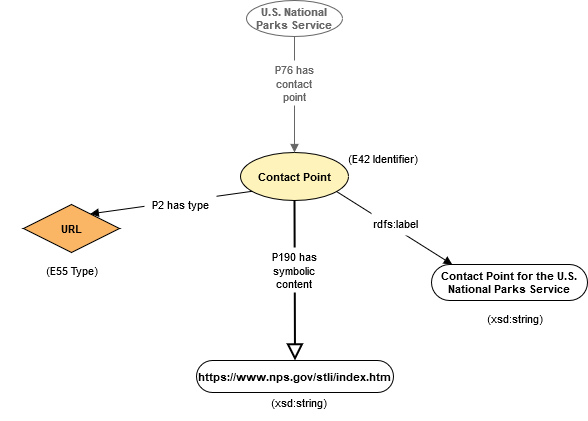 U.S. National
Parks Service
P76 has
contact
point
Contact Point
(E42 Identifier)
P2 has type
URL
(E55 Type)
rdfs:label
P190 has
symbolic
content
Contact Point for the U.S.
National Parks Service
(xsd:string)
https://www.nps.gov/stli/index.htm
(xsd:string)